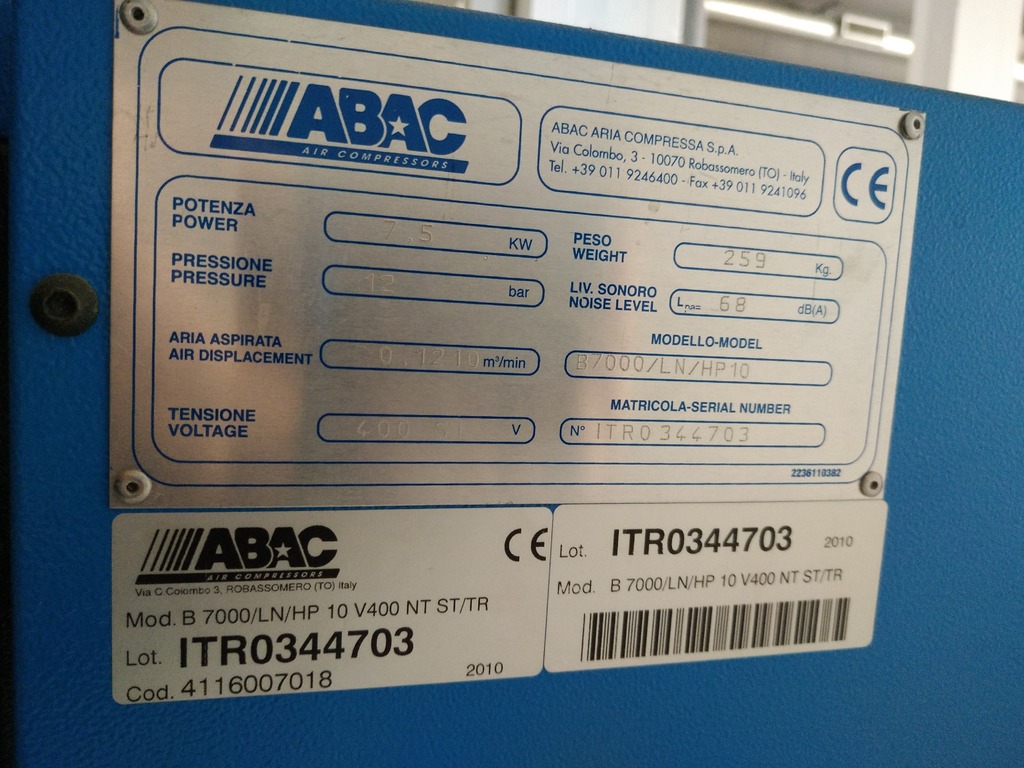 ABAC
AIR COMPRESSORS
ABAC ARIA COMPRESSA S.p.A.
Via Colombo, 3 - 10070 Robassomero (TO) - Italy
Tel. +39 011 9246400 - Fax +39 011 9241096
CE
POTENZA
POWER
7,5 KW
PRESSIONE
PRESSURE
12 bar
ARIA ASPIRATA
AIR DISPLACEMENT
m³/min
TENSIONE
VOLTAGE
400 V
PESO
WEIGHT
259 Kg.
LIV. SONORO
NOISE LEVEL
Lpa= 68 dB(A)
MODELLO-MODEL
B7000/LN/HP10
MATRICOLA-SERIAL NUMBER
N° ITR0344703
2236110382
ABAC
AIR COMPRESSORS
CE
Via C.Colombo 3, ROBASSOMERO (TO) Italy
Mod. B 7000/LN/HP 10 V400 NT ST/TR
Lot. ITR0344703
2010
Cod. 4116007018
Lot. ITR0344703 2010
Mod. B 7000/LN/HP 10 V400 NT ST/TR